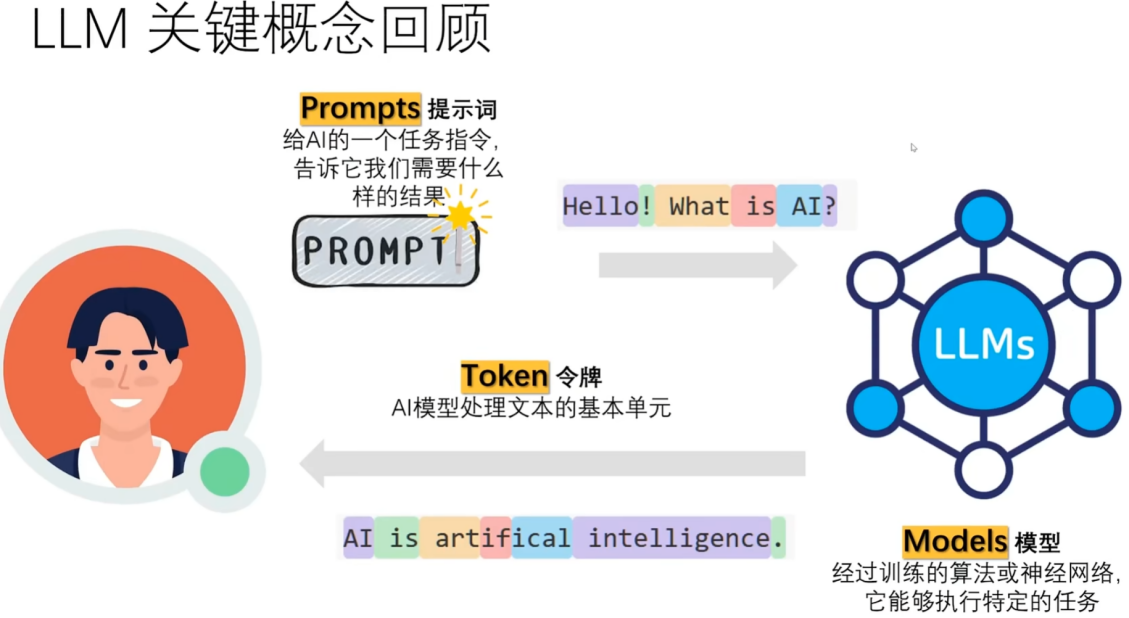 LLM 关键概念回顾
Prompts 提示词
给AI的一个任务指令,
告诉它我们需要什么
样的结果
PROMPT
Hello! What is AI?
LLMs
Token 令牌
AI模型处理文本的基本单元
AI is artifical intelligence.
Models 模型
经过训练的算法或神经网络,
它能够执行特定的任务